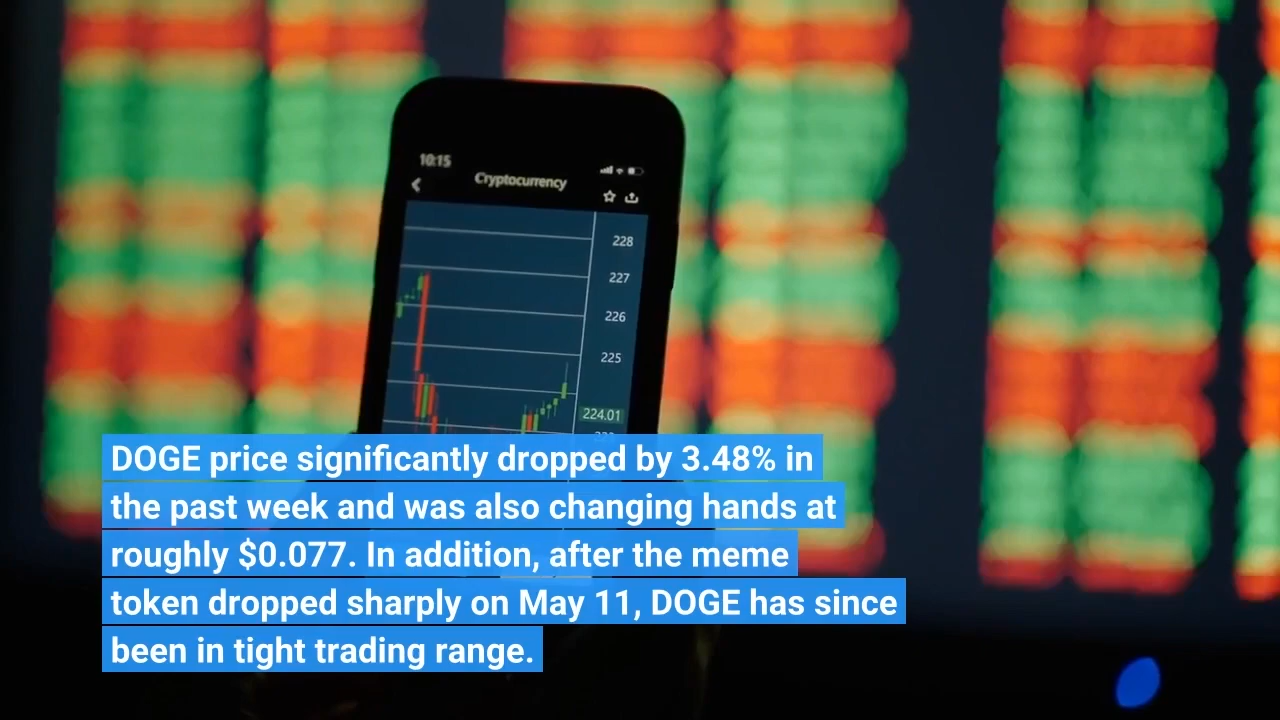 10:15
Cryptocurrency
228
227
226
225
224.01
DOGE price significantly dropped by 3.48% in
the past week and was also changing hands at
roughly $0.077. In addition, after the meme
token dropped sharply on May 11, DOGE has since
been in tight trading range.